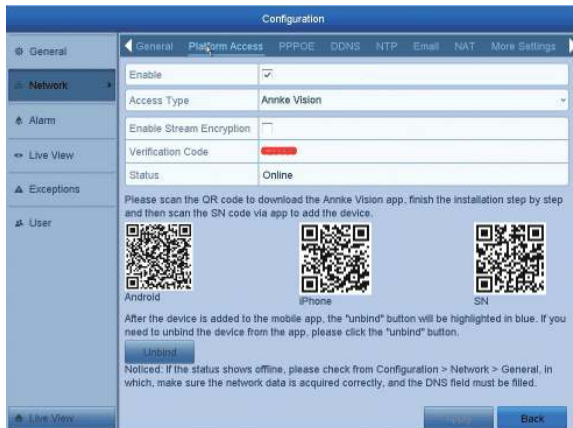 Configuration
General
Network
Alarm
Live View
Exceptions
User
Live View
General Platform Access PPPOE DDNS NTP Email NAT More Settings
Enable
Access Type Annke Vision
Enable Stream Encryption
Verification Code
Status Online
Please scan the QR code to download the Annke Vision app, finish the installation step by step
and then scan the SN code via app to add the device.
Android iPhone SN
After the device is added to the mobile app, the "unbind" button will be highlighted in blue. If you
need to unbind the device from the app, please click the "unbind" button.
Unbind
Noticed: If the status shows offline, please check from Configuration > Network > General, in
which, make sure the network data is acquired correctly, and the DNS field must be filled.
Apply Back